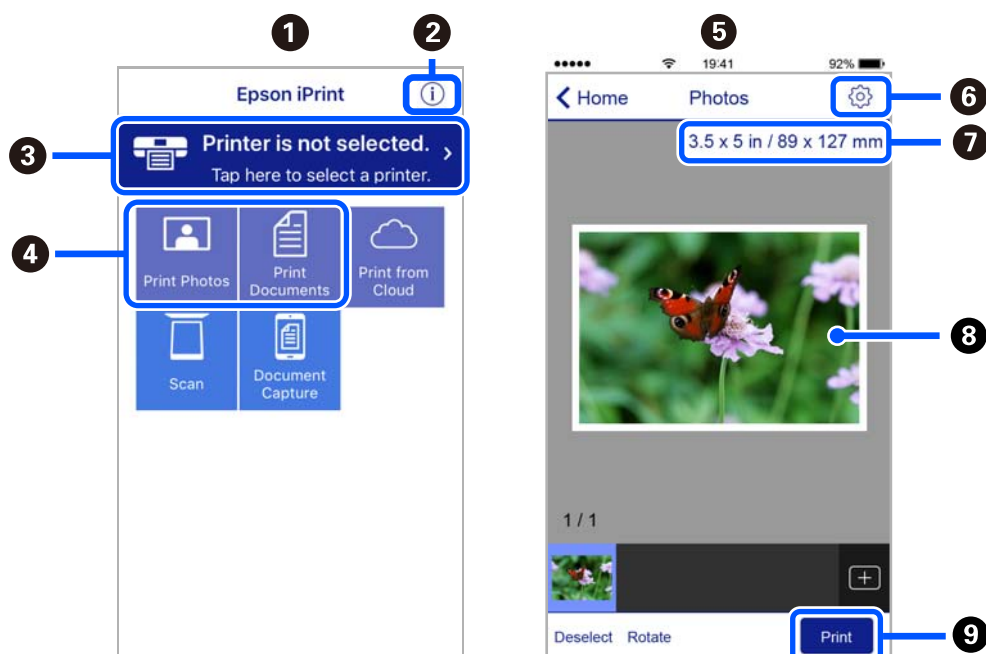 1
2
Epson iPrint
3
Printer is not selected.
Tap here to select a printer.
4
Print Photos
Print
Documents
Print from
Cloud
Scan
Document
Capture
5
19:41
92%
Home
Photos
6
3.5 x 5 in / 89 x 127 mm
7
8
1 / 1
Deselect
Rotate
Print
9